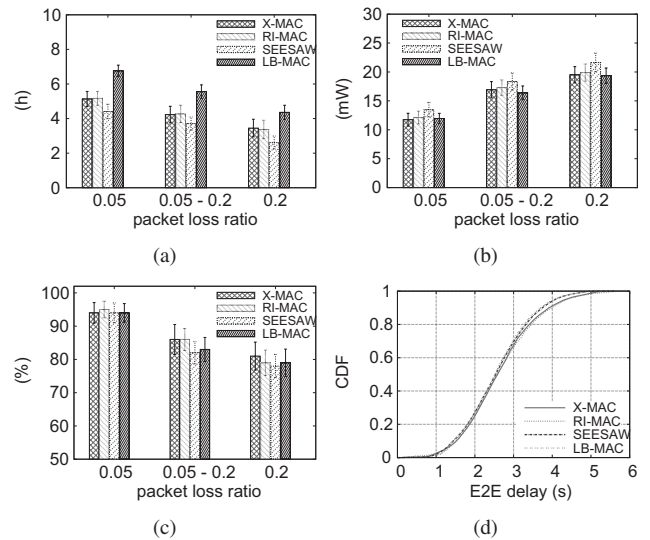 10
8
6
4
2
0
(h)
X-MAC
RI-MAC
SEESAW
LB-MAC
0.05
0.05 - 0.2
0.2
packet loss ratio
(a)
30
25
20
15
10
5
0
(mW)
X-MAC
RI-MAC
SEESAW
LB-MAC
0.05
0.05 - 0.2
0.2
packet loss ratio
(b)
100
90
80
70
60
50
(%)
X-MAC
RI-MAC
SEESAW
LB-MAC
0.05
0.05 - 0.2
0.2
packet loss ratio
(c)
1
0.8
0.6
0.4
0.2
0
CDF
X-MAC
RI-MAC
SEESAW
LB-MAC
0 1 2 3 4 5 6
E2E delay (s)
(d)